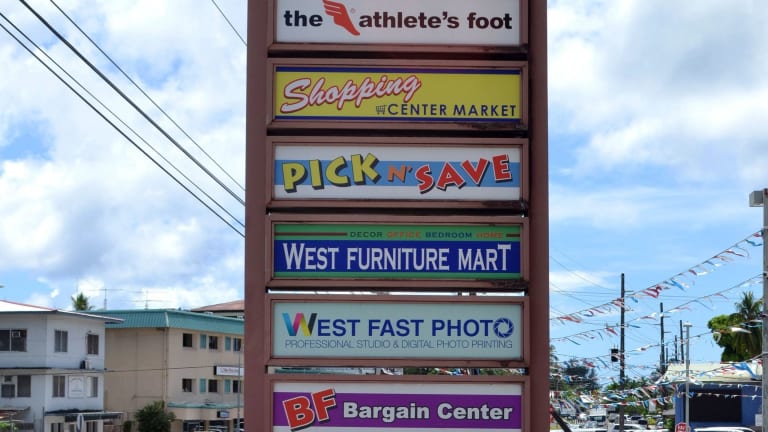 the athlete's foot
Shopping
CENTER MARKET
PICK N' SAVE
DECOR OFFICE BEDROOM HOME
WEST FURNITURE MART
WEST FAST PHOTO
PROFESSIONAL STUDIO & DIGITAL PHOTO PRINTING
BF Bargain Center